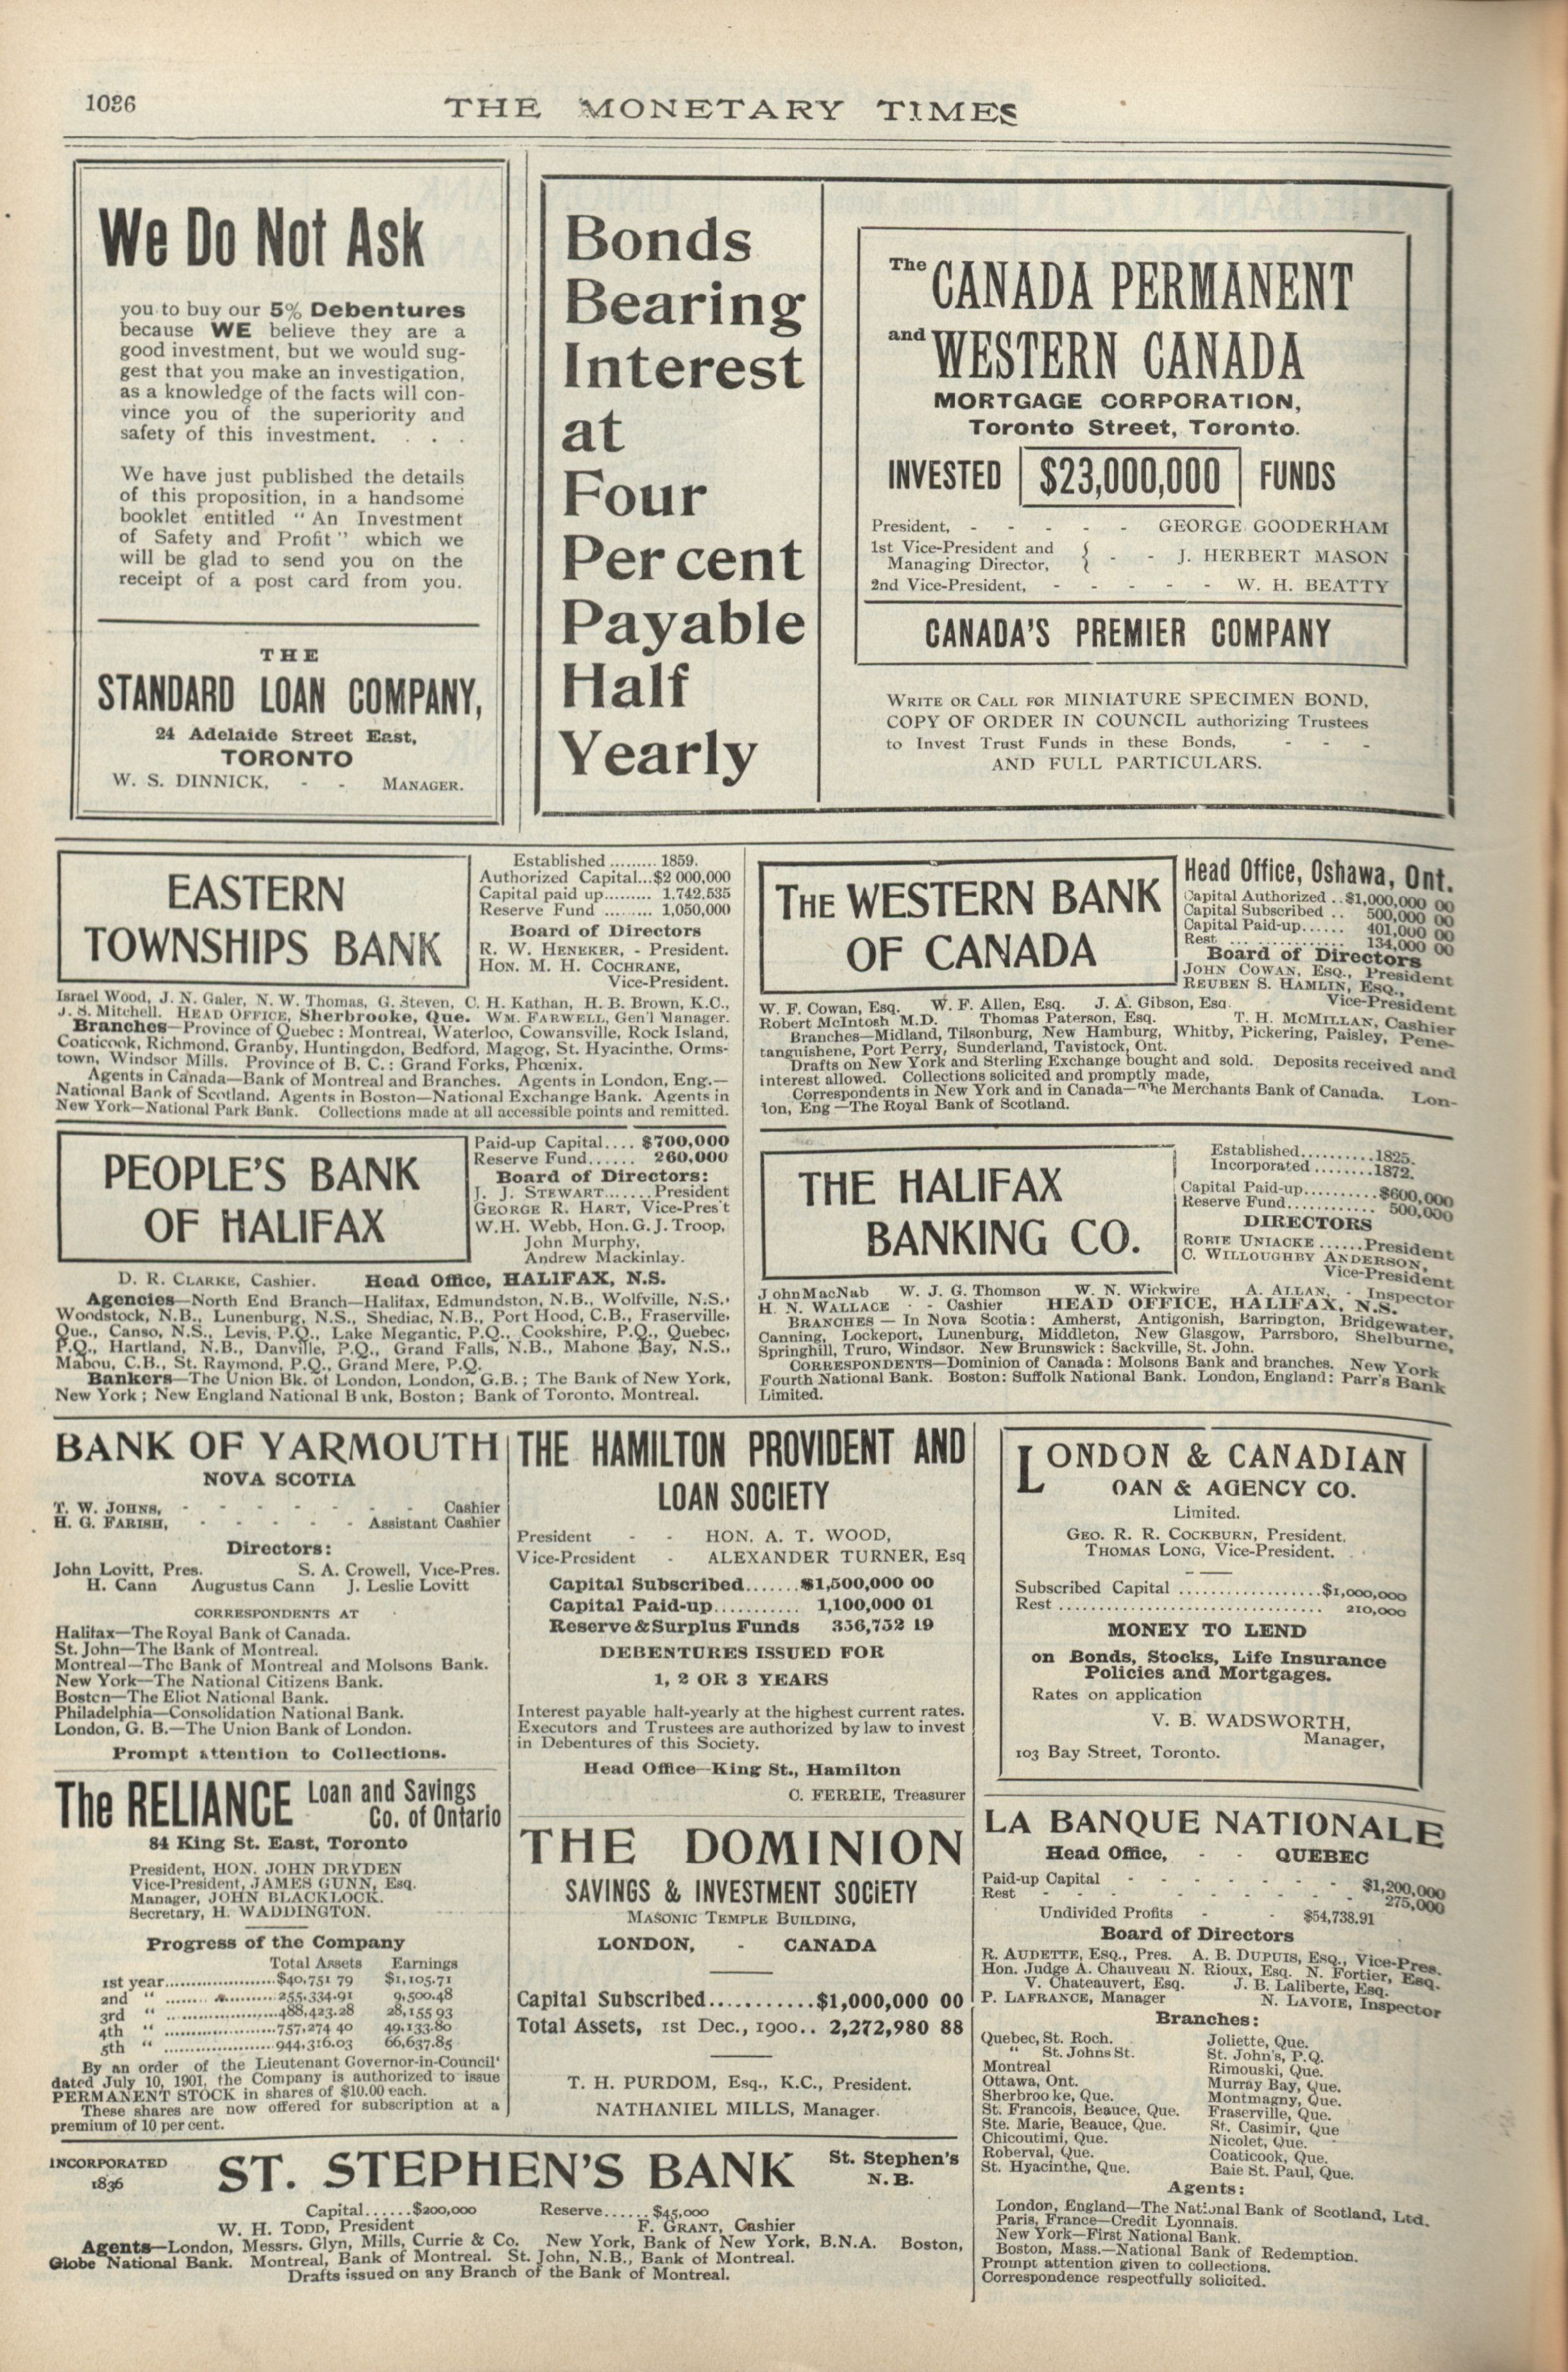 1036
THE MONETARY TIMES
We Do Not Ask
you to buy our 5% Debentures
because WE believe they are a
good investment, but we would sug-
gest that you make an investigation,
as a knowledge of the facts will con-
vince you of the superiority and
safety of this investment. . . .
We have just published the details
of this proposition, in a handsome
booklet entitled “ An Investment
of Safety and Profit ” which we
will be glad to send you on the
receipt of a post card from you.
THE
STANDARD LOAN COMPANY,
24 Adelaide Street East,
TORONTO
W. S. DINNICK, - - MANAGER.
Bonds
Bearing
Interest
at
Four
Per cent
Payable
Half
Yearly
The CANADA PERMANENT
and WESTERN CANADA
MORTGAGE CORPORATION,
Toronto Street, Toronto.
INVESTED $23,000,000 FUNDS
President, - - - - - GEORGE GOODERHAM
1st Vice-President and
Managing Director, } - - J. HERBERT MASON
2nd Vice-President, - - - - - W. H. BEATTY
CANADA'S PREMIER COMPANY
WRITE OR CALL FOR MINIATURE SPECIMEN BOND,
COPY OF ORDER IN COUNCIL authorizing Trustees
to Invest Trust Funds in these Bonds, - - -
AND FULL PARTICULARS.
EASTERN
TOWNSHIPS BANK
Established ......... 1859.
Authorized Capital...$2 000,000
Capital paid up......... 1,742,535
Reserve Fund ......... 1,050,000
Board of Directors
R. W. HENEKER, - President.
HON. M. H. COCHRANE,
Vice-President.
Israel Wood, J. N. Galer, N. W. Thomas, G. Steven, C. H. Kathan, H. B. Brown, K.C.,
J. S. Mitchell. HEAD OFFICE, Sherbrooke, Que. WM. FARWELL, Gen'l Manager.
Branches—Province of Quebec : Montreal, Waterloo, Cowansville, Rock Island,
Coaticook, Richmond, Granby, Huntingdon, Bedford, Magog, St. Hyacinthe, Orms-
town, Windsor Mills. Province of B. C. : Grand Forks, Phœnix.
Agents in Canada—Bank of Montreal and Branches. Agents in London, Eng.—
National Bank of Scotland. Agents in Boston—National Exchange Bank. Agents in
New York—National Park Bank. Collections made at all accessible points and remitted.
THE WESTERN BANK
OF CANADA
Head Office, Oshawa, Ont.
Capital Authorized ..$1,000,000 00
Capital Subscribed .. 500,000 00
Capital Paid-up...... 401,000 00
Rest ................. 134,000 00
Board of Directors
JOHN COWAN, ESQ., President
REUBEN S. HAMLIN, ESQ.,
Vice-President
W. F. Cowan, Esq. W. F. Allen, Esq. J. A. Gibson, Esq
Robert McIntosh M.D. Thomas Paterson, Esq. T. H. MCMILLAN, Cashier
Branches—Midland, Tilsonburg, New Hamburg, Whitby, Pickering, Paisley, Pene-
tanguishene, Port Perry, Sunderland, Tavistock, Ont.
Drafts on New York and Sterling Exchange bought and sold. Deposits received and
interest allowed. Collections solicited and promptly made,
Correspondents in New York and in Canada—The Merchants Bank of Canada. Lon-
ton, Eng —The Royal Bank of Scotland.
PEOPLE'S BANK
OF HALIFAX
Paid-up Capital.... $700,000
Reserve Fund...... 260,000
Board of Directors:
J. J. STEWART.......President
GEORGE R. HART, Vice-Pres't
W.H. Webb, Hon. G. J. Troop,
John Murphy,
Andrew Mackinlay.
D. R. CLARKE, Cashier. Head Office, HALIFAX, N.S.
Agencies—North End Branch—Halifax, Edmundston, N.B., Wolfville, N.S.,
Woodstock, N.B., Lunenburg, N.S., Shediac, N.B., Port Hood, C.B., Fraserville,
Que., Canso, N.S., Levis, P.Q., Lake Megantic, P.Q., Cookshire, P.Q., Quebec,
P.Q., Hartland, N.B., Danville, P.Q., Grand Falls, N.B., Mahone Bay, N.S.,
Mabou, C.B., St. Raymond, P.Q., Grand Mere, P.Q.
Bankers—The Union Bk. of London, London, G.B. ; The Bank of New York,
New York ; New England National Bank, Boston ; Bank of Toronto, Montreal.
THE HALIFAX
BANKING CO.
Established..........1825.
Incorporated ........1872.
Capital Paid-up..........$600,000
Reserve Fund............ 500,000
DIRECTORS
ROBIE UNIACKE ......President
C. WILLOUGHBY ANDERSON,
Vice-President
John MacNab W. J. G. Thomson W. N. Wickwire A. ALLAN, - Inspector
H. N. WALLACE - - Cashier HEAD OFFICE, HALIFAX, N.S.
BRANCHES — In Nova Scotia: Amherst, Antigonish, Barrington, Bridgewater,
Canning, Lockeport, Lunenburg, Middleton, New Glasgow, Parrsboro, Shelburne,
Springhill, Truro, Windsor. New Brunswick : Sackville, St. John.
CORRESPONDENTS—Dominion of Canada : Molsons Bank and branches. New York
Fourth National Bank. Boston: Suffolk National Bank. London, England: Parr's Bank
Limited.
BANK OF YARMOUTH
NOVA SCOTIA
T. W. JOHNS, - - - - - - - Cashier
H. G. FARISH, - - - - - Assistant Cashier
Directors:
John Lovitt, Pres. S. A. Crowell, Vice-Pres.
H. Cann Augustus Cann J. Leslie Lovitt
CORRESPONDENTS AT
Halifax—The Royal Bank of Canada.
St. John—The Bank of Montreal.
Montreal—The Bank of Montreal and Molsons Bank.
New York—The National Citizens Bank.
Boston—The Eliot National Bank.
Philadelphia—Consolidation National Bank.
London, G. B.—The Union Bank of London.
Prompt attention to Collections.
The RELIANCE Loan and Savings
Co. of Ontario
84 King St. East, Toronto
President, HON. JOHN DRYDEN
Vice-President, JAMES GUNN, Esq.
Manager, JOHN BLACKLOCK.
Secretary, H. WADDINGTON.
Progress of the Company
Total Assets Earnings
1st year......................$40,751 79 $1,105.71
2nd “ ......................255,334.91 9,500.48
3rd “ ......................488,423.28 28,155 93
4th “ ......................757,274 40 49,133.80
5th “ ......................944,316.03 66,637.85
By an order of the Lieutenant Governor-in-Council'
dated July 10, 1901, the Company is authorized to issue
PERMANENT STOCK in shares of $10.00 each.
These shares are now offered for subscription at a
premium of 10 per cent.
THE HAMILTON PROVIDENT AND
LOAN SOCIETY
President - - HON. A. T. WOOD,
Vice-President - ALEXANDER TURNER, Esq
Capital Subscribed.......$1,500,000 00
Capital Paid-up........... 1,100,000 01
Reserve & Surplus Funds 356,752 19
DEBENTURES ISSUED FOR
1, 2 OR 3 YEARS
Interest payable half-yearly at the highest current rates.
Executors and Trustees are authorized by law to invest
in Debentures of this Society.
Head Office—King St., Hamilton
C. FERRIE, Treasurer
THE DOMINION
SAVINGS & INVESTMENT SOCIETY
MASONIC TEMPLE BUILDING,
LONDON, - CANADA
Capital Subscribed............$1,000,000 00
Total Assets, 1st Dec., 1900.. 2,272,980 88
T. H. PURDOM, Esq., K.C., President.
NATHANIEL MILLS, Manager.
LONDON & CANADIAN
OAN & AGENCY CO.
Limited.
GEO. R. R. COCKBURN, President.
THOMAS LONG, Vice-President.
Subscribed Capital ..................$1,000,000
Rest .................................. 210,000
MONEY TO LEND
on Bonds, Stocks, Life Insurance
Policies and Mortgages.
Rates on application
V. B. WADSWORTH,
Manager,
103 Bay Street, Toronto.
LA BANQUE NATIONALE
Head Office, - - QUEBEC
Paid-up Capital - - - - - - - $1,200,000
Rest - - - - - - - - - 275,000
Undivided Profits - - $54,738.91
Board of Directors
R. AUDETTE, Esq., Pres. A. B. DUPUIS, Esq., Vice-Pres.
Hon. Judge A. Chauveau N. Rioux, Esq. N. Fortier, Esq.
V. Chateauvert, Esq. J. B. Laliberte, Esq.
P. LAFRANCE, Manager N. LAVOIE, Inspector
Branches:
Quebec, St. Roch. Joliette, Que.
“ St. Johns St. St. John's, P.Q.
Montreal Rimouski, Que.
Ottawa, Ont. Murray Bay, Que.
Sherbrooke, Que. Montmagny, Que.
St. Francois, Beauce, Que. Fraserville, Que.
Ste. Marie, Beauce, Que. St. Casimir, Que
Chicoutimi, Que. Nicolet, Que.
Roberval, Que. Coaticook, Que.
St. Hyacinthe, Que. Baie St. Paul, Que.
Agents:
London, England—The National Bank of Scotland, Ltd.
Paris, France—Credit Lyonnais.
New York—First National Bank.
Boston, Mass.—National Bank of Redemption.
Prompt attention given to collections.
Correspondence respectfully solicited.
INCORPORATED
1836
ST. STEPHEN'S BANK
St. Stephen's
N. B.
Capital......$200,000 Reserve......$45,000
W. H. TODD, President F. GRANT, Cashier
Agents—London, Messrs. Glyn, Mills, Currie & Co. New York, Bank of New York, B.N.A. Boston,
Globe National Bank. Montreal, Bank of Montreal. St. John, N.B., Bank of Montreal.
Drafts issued on any Branch of the Bank of Montreal.